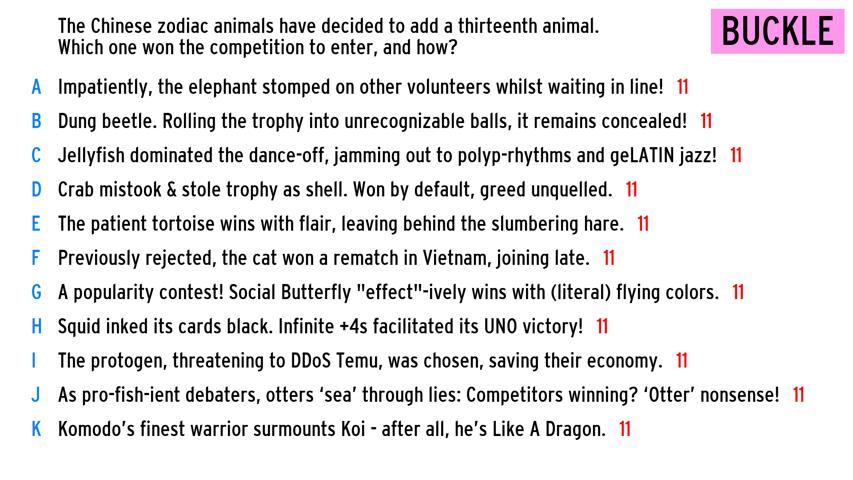 The Chinese zodiac animals have decided to add a thirteenth animal.
Which one won the competition to enter, and how?
BUCKLE
A Impatiently, the elephant stomped on other volunteers whilst waiting in line! 11
B Dung beetle. Rolling the trophy into unrecognizable balls, it remains concealed! 11
C Jellyfish dominated the dance-off, jamming out to polyp-rhythms and geLATIN jazz! 11
D Crab mistook & stole trophy as shell. Won by default, greed unquelled. 11
E The patient tortoise wins with flair, leaving behind the slumbering hare. 11
F Previously rejected, the cat won a rematch in Vietnam, joining late. 11
G A popularity contest! Social Butterfly "effect"-ively wins with (literal) flying colors. 11
H Squid inked its cards black. Infinite +4s facilitated its UNO victory! 11
I The protogen, threatening to DDoS Temu, was chosen, saving their economy. 11
J As pro-fish-ient debaters, otters ‘sea’ through lies: Competitors winning? ‘Otter’ nonsense! 11
K Komodo’s finest warrior surmounts Koi - after all, he’s Like A Dragon. 11